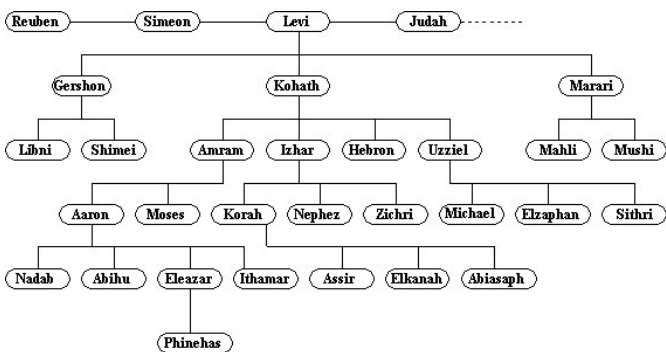 Reuben Simeon Levi Judah
Gershon Kohath Marari
Libni Shimei Amram Izhar Hebron Uzziel Mahli Mushi
Aaron Moses Korah Nephez Zichri Michael Elzaphan Sithri
Nadab Abihu Eleazar Ithamar Assir Elkanah Abiasaph
Phinehas